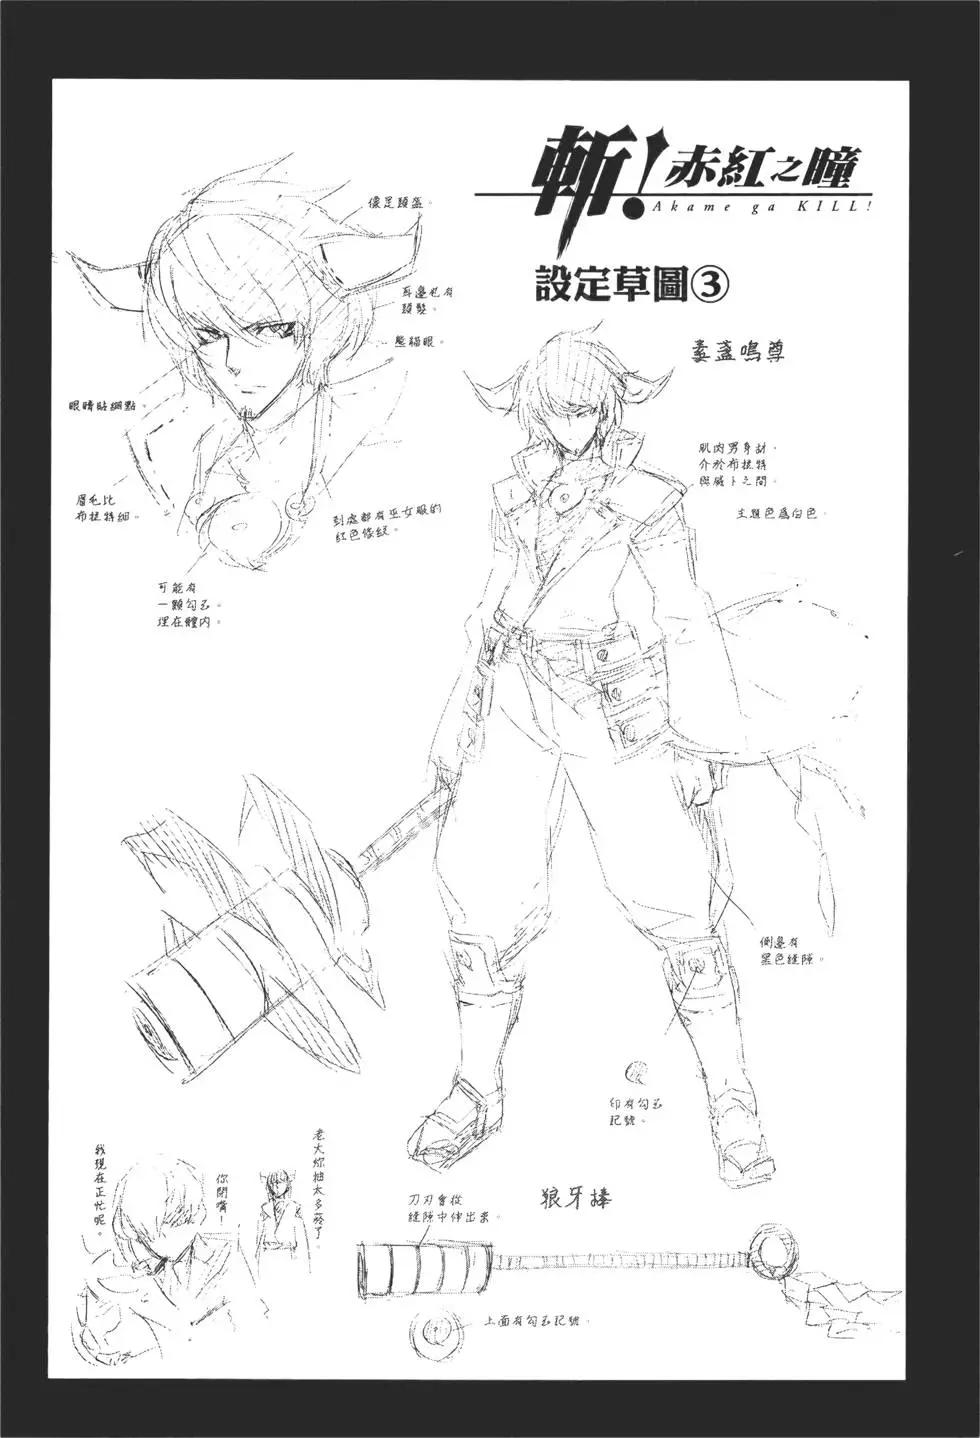 斬！赤紅之瞳
Akame ga KILL!
設定草圖③
像是頭盔。
耳邊也有
頭髮。
熊貓眼。
眼睛貼網點。
眉毛比
布拉特細。
到處都有巫女服的
紅色條紋。
可能有
一顆勾玉。
埋在體內。
素盞鳴尊
肌肉男身材。
介於布拉特
與威卜之間。
主題色為白色。
側邊有
黑色縫隙。
印有勾玉
記號。
老大妳抽太多菸了。
你閉嘴！
我現在正忙呢。
狼牙棒
刀刃會從
縫隙中伸出來。
上面有勾玉記號。